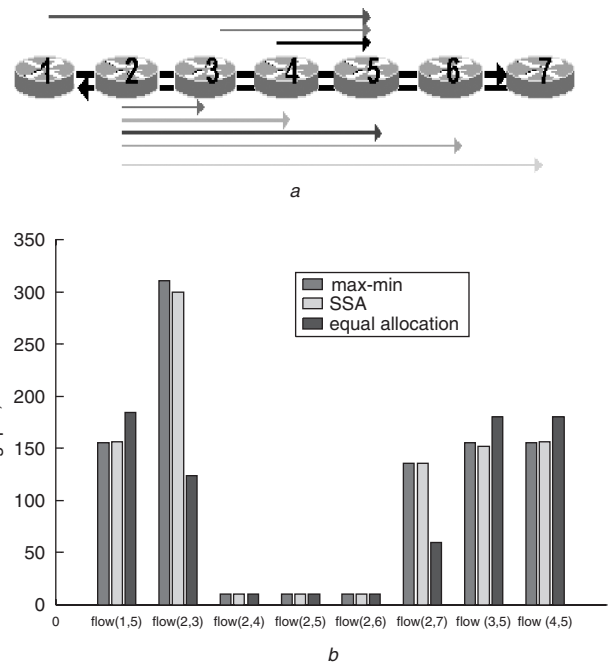 1 2 3 4 5 6 7
a
350
300
250
200
150
100
50
0
max-min
SSA
equal allocation
0 flow(1,5) flow(2,3) flow(2,4) flow(2,5) flow(2,6) flow(2,7) flow (3,5) flow (4,5)
b